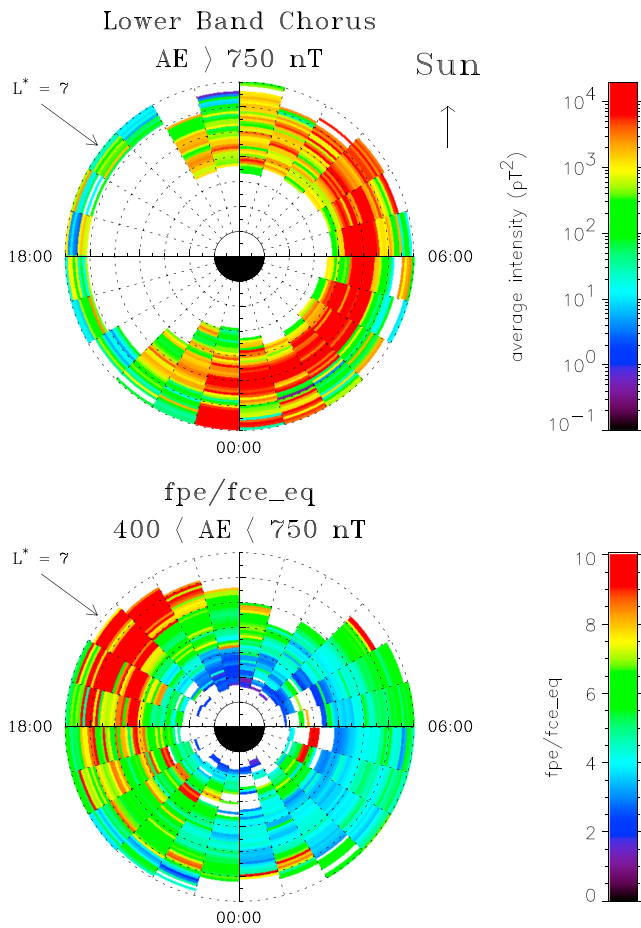 Lower Band Chorus
AE 〉 750 nT
Sun
L* = 7
18:00
06:00
00:00
average intensity (pT²)
10⁴
10³
10²
10¹
10⁰
10⁻¹
fpe/fce_eq
400 〈 AE 〈 750 nT
L* = 7
18:00
06:00
00:00
fpe/fce_eq
10
8
6
4
2
0